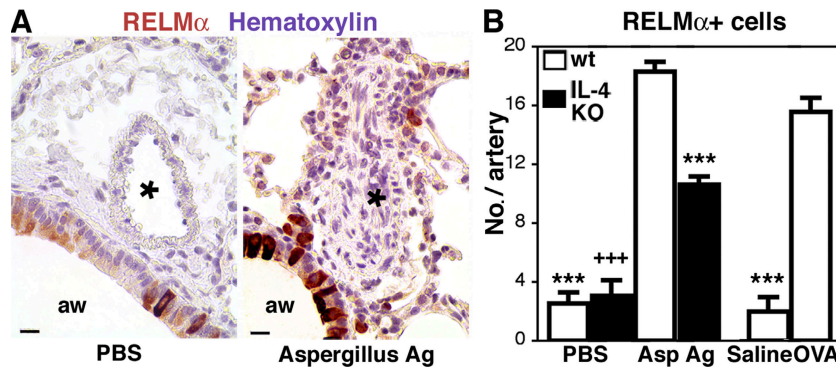 A RELMα Hematoxylin
*
aw
PBS
*
aw
Aspergillus Ag
B RELMα+ cells
No./ artery
20
16
12
8
4
0
wt
IL-4
KO
***
+++
***
***
PBS Asp Ag Saline OVA